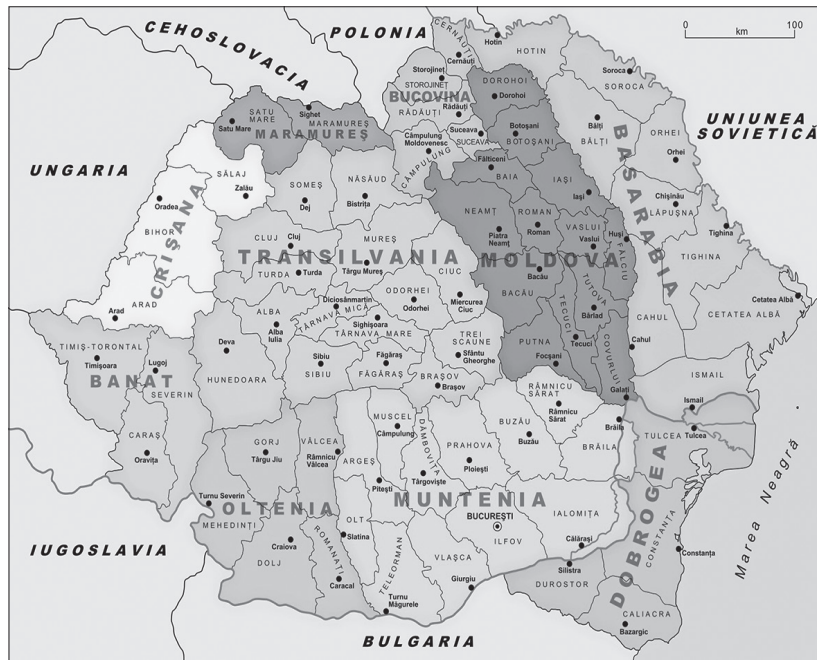 CEHOSLOVACIA
POLONIA
UNGARIA
UNIUNEA
SOVIETICĂ
0
km
100
CERNĂUȚI
Cernăuți
Hotin
HOTIN
Storojineț
STOROJINEȚ
BUCOVINA
RĂDĂUȚI
Rădăuți
Suceava
SUCEAVA
Câmpulung
Moldovenesc
CÂMPULUNG
DOROHOI
Dorohoi
Botoșani
BOTOȘANI
Soroca
SOROCA
Bălți
BĂLȚI
BASARABIA
ORHEI
Orhei
Chișinău
LĂPUȘNA
Tighina
TIGHINA
Cetatea Albă
CETATEA ALBĂ
CAHUL
Cahul
ISMAIL
Ismail
SATU
MARE
Satu Mare
Sighet
MARAMUREȘ
MARAMUREȘ
SĂLAJ
Zalău
Oradea
BIHOR
CRIȘANA
ARAD
Arad
SOMEȘ
Dej
NĂSĂUD
Bistrița
CLUJ
Cluj
MUREȘ
TRANSILVANIA
TURDA
Turda
Târgu Mureș
CIUC
Miercurea
Ciuc
ODORHEI
Odorhei
Diciosânmartin
TÂRNAVA MICĂ
Sighișoara
TÂRNAVA MARE
ALBA
Alba
Iulia
Deva
HUNEDOARA
Sibiu
SIBIU
Făgăraș
FĂGĂRAȘ
TREI
SCAUNE
Sfântu
Gheorghe
BRAȘOV
Brașov
Fălticeni
BAIA
IAȘI
Iași
NEAMȚ
Piatra
Neamț
ROMAN
Roman
VASLUI
Vaslui
Huși
FĂLCIU
MOLDOVA
Bacău
BACĂU
TUTOVA
Bârlad
TECUCI
Tecuci
PUTNA
Focșani
COVURLUI
Galați
TIMIȘ-TORONTAL
Timișoara
Lugoj
BANAT
SEVERIN
CARAȘ
Oravița
GORJ
Târgu Jiu
VÂLCEA
Râmnicu
Vâlcea
Turnu Severin
OLTENIA
MEHEDINȚI
Craiova
DOLJ
ROMANAȚI
Caracal
MUSCEL
Câmpulung
ARGEȘ
Pitești
DÂMBOVIȚA
Târgoviște
PRAHOVA
Ploiești
BUZĂU
Buzău
RÂMNICU
SĂRAT
Râmnicu
Sărat
BRĂILA
Brăila
MUNTENIA
OLT
Slatina
TELEORMAN
Turnu
Măgurele
VLAȘCA
Giurgiu
BUCUREȘTI
ILFOV
IALOMIȚA
Călărași
TULCEA
Tulcea
DOBROGEA
CONSTANȚA
Constanța
Silistra
DUROSTOR
CALIACRA
Bazargic
Marea Neagră
IUGOSLAVIA
BULGARIA